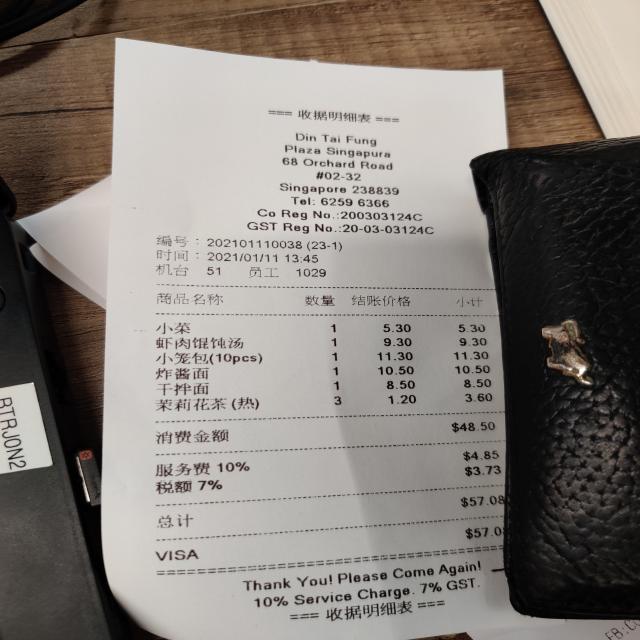 === 收据明细表 ===
Din Tai Fung
Plaza Singapura
68 Orchard Road
#02-32
Singapore 238839
Tel: 6259 6366
Co Reg No.:200303124C
GST Reg No.:20-03-03124C
编号 : 202101110038 (23-1)
时间 : 2021/01/11 13:45
机台 51 员工 1029
商品名称 数量 结账价格 小计
小菜 1 5.30 5.30
虾肉馄饨汤 1 9.30 9.30
小笼包(10pcs) 1 11.30 11.30
炸酱面 1 10.50 10.50
干拌面 1 8.50 8.50
茉莉花茶 (热) 3 1.20 3.60
消费金额 $48.50
服务费 10% $4.85
税额 7% $3.73
总计 $57.08
VISA
Thank You! Please Come Again!
10% Service Charge. 7% GST.
=== 收据明细表 ===
RTRJ0N2